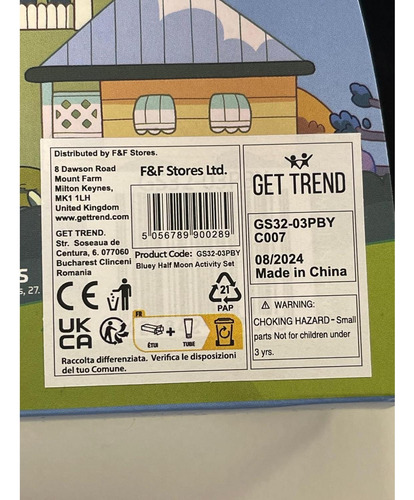 Distributed by F&F Stores.
8 Dawson Road
Mount Farm
Milton Keynes,
MK1 1LH
United Kingdom
www.gettrend.com
GET TREND.
Str. Soseaua de
Centura, 6. 077060
Bucharest Clinceni
Romania
CE
UK
CA
F&F Stores Ltd.
5 056789 900289
Product Code: GS32-03PBY
Bluey Half Moon Activity Set
21
PAP
FR
ÉTUI
+
TUBE
Raccolta differenziata. Verifica le disposizioni
del tuo Comune.
GET TREND
GS32-03PBY
C007
08/2024
Made in China
⚠ WARNING:
CHOKING HAZARD - Small
parts Not for children under
3 yrs.
s, 27.